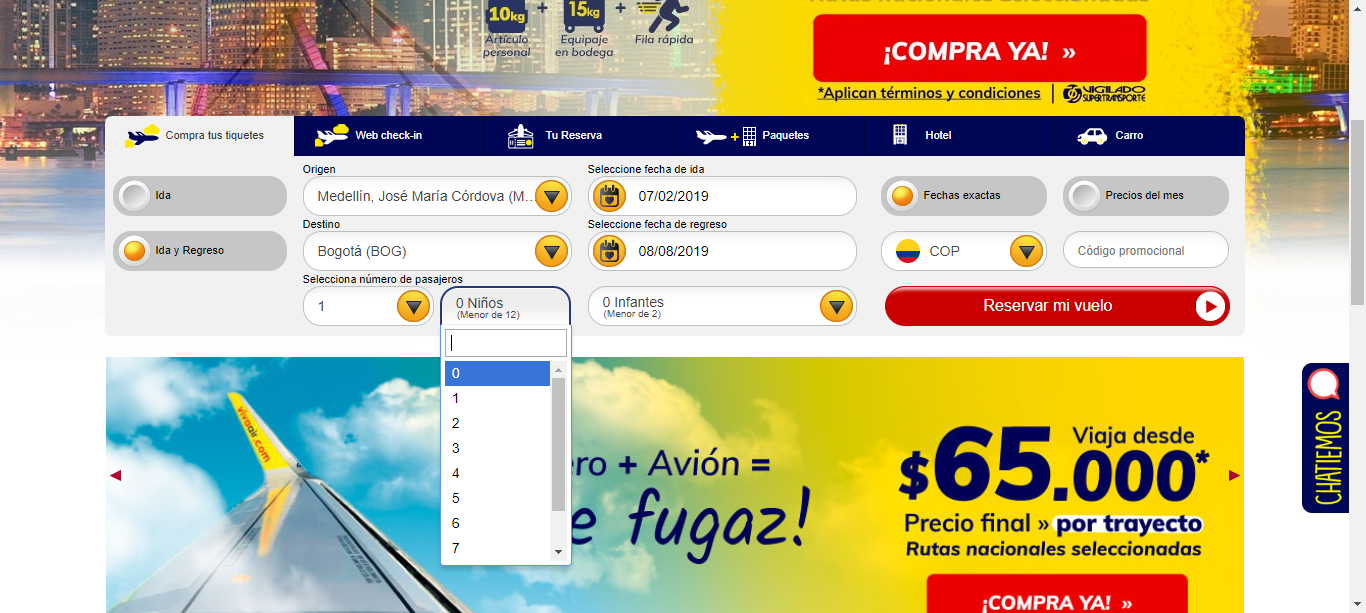 10kg + 15kg +
Artículo personal
Equipaje en bodega
Fila rápida
Rutas nacionales seleccionadas
¡COMPRA YA! »
*Aplican términos y condiciones | VIGILADO SUPERTRANSPORTE
Compra tus tiquetes
Web check-in
Tu Reserva
+ Paquetes
Hotel
Carro
Ida
Ida y Regreso
Origen
Medellín, José María Córdova (M...
Destino
Bogotá (BOG)
Selecciona número de pasajeros
1
0 Niños
(Menor de 12)
0
1
2
3
4
5
6
7
Seleccione fecha de ida
07/02/2019
Seleccione fecha de regreso
08/08/2019
0 Infantes
(Menor de 2)
Fechas exactas
Precios del mes
COP
Código promocional
Reservar mi vuelo
CHATIEMOS
vivaair.com
ro + Avión =
e fugaz!
Viaja desde
$65.000*
Precio final » por trayecto
Rutas nacionales seleccionadas
¡COMPRA YA! »